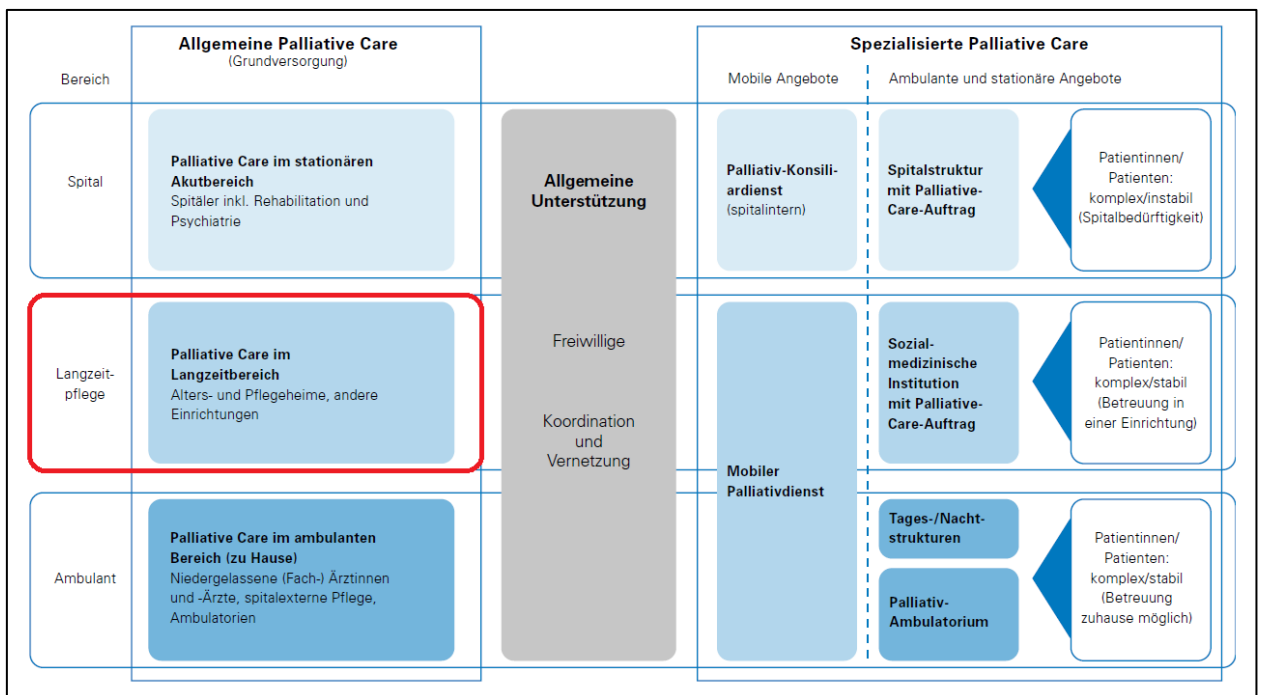 Allgemeine Palliative Care
(Grundversorgung)
Spezialisierte Palliative Care
Bereich
Mobile Angebote
Ambulante und stationäre Angebote
Spital
Palliative Care im stationären
Akutbereich
Spitäler inkl. Rehabilitation und
Psychiatrie
Allgemeine
Unterstützung
Freiwillige
Koordination
und
Vernetzung
Palliativ-Konsili-
ardienst
(spitalintern)
Spitalstruktur
mit Palliative-
Care-Auftrag
Patientinnen/
Patienten:
komplex/instabil
(Spitalbedürftigkeit)
Langzeit-
pflege
Palliative Care im
Langzeitbereich
Alters- und Pflegeheime, andere
Einrichtungen
Mobiler
Palliativdienst
Sozial-
medizinische
Institution
mit Palliative-
Care-Auftrag
Patientinnen/
Patienten:
komplex/stabil
(Betreuung in
einer Einrichtung)
Ambulant
Palliative Care im ambulanten
Bereich (zu Hause)
Niedergelassene (Fach-) Ärztinnen
und -Ärzte, spitalexterne Pflege,
Ambulatorien
Tages-/Nacht-
strukturen
Palliativ-
Ambulatorium
Patientinnen/
Patienten:
komplex/stabil
(Betreuung
zuhause möglich)